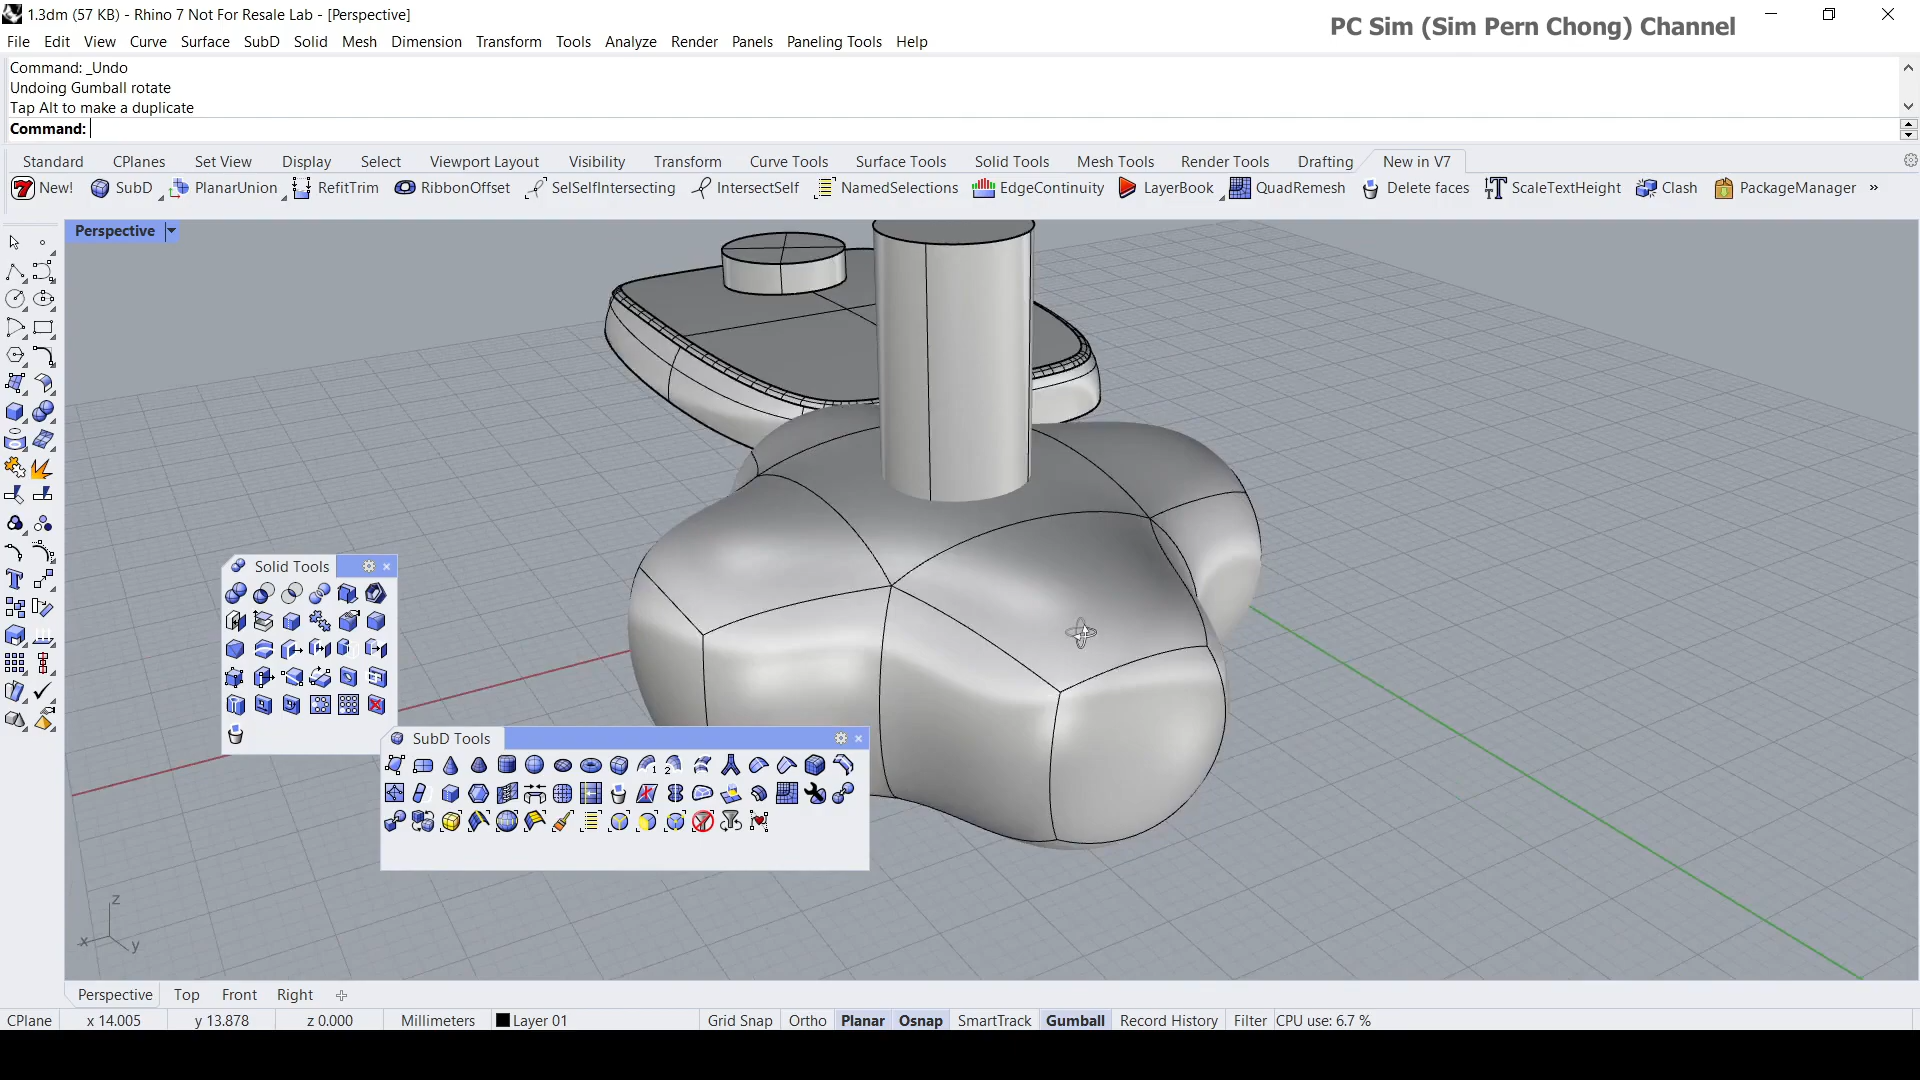 1.3dm (57 KB) - Rhino 7 Not For Resale Lab - [Perspective]
PC Sim (Sim Pern Chong) Channel
File Edit View Curve Surface SubD Solid Mesh Dimension Transform Tools Analyze Render Panels Paneling Tools Help
Command: _Undo
Undoing Gumball rotate
Tap Alt to make a duplicate
Command:
Standard CPlanes Set View Display Select Viewport Layout Visibility Transform Curve Tools Surface Tools Solid Tools Mesh Tools Render Tools Drafting New in V7
7 New! SubD PlanarUnion RefitTrim RibbonOffset SelSelfIntersecting IntersectSelf NamedSelections EdgeContinuity LayerBook QuadRemesh Delete faces ScaleTextHeight Clash PackageManager »
Perspective
Solid Tools
SubD Tools
z
x y
Perspective Top Front Right
CPlane x 14.005 y 13.878 z 0.000 Millimeters Layer 01 Grid Snap Ortho Planar Osnap SmartTrack Gumball Record History Filter CPU use: 6.7 %